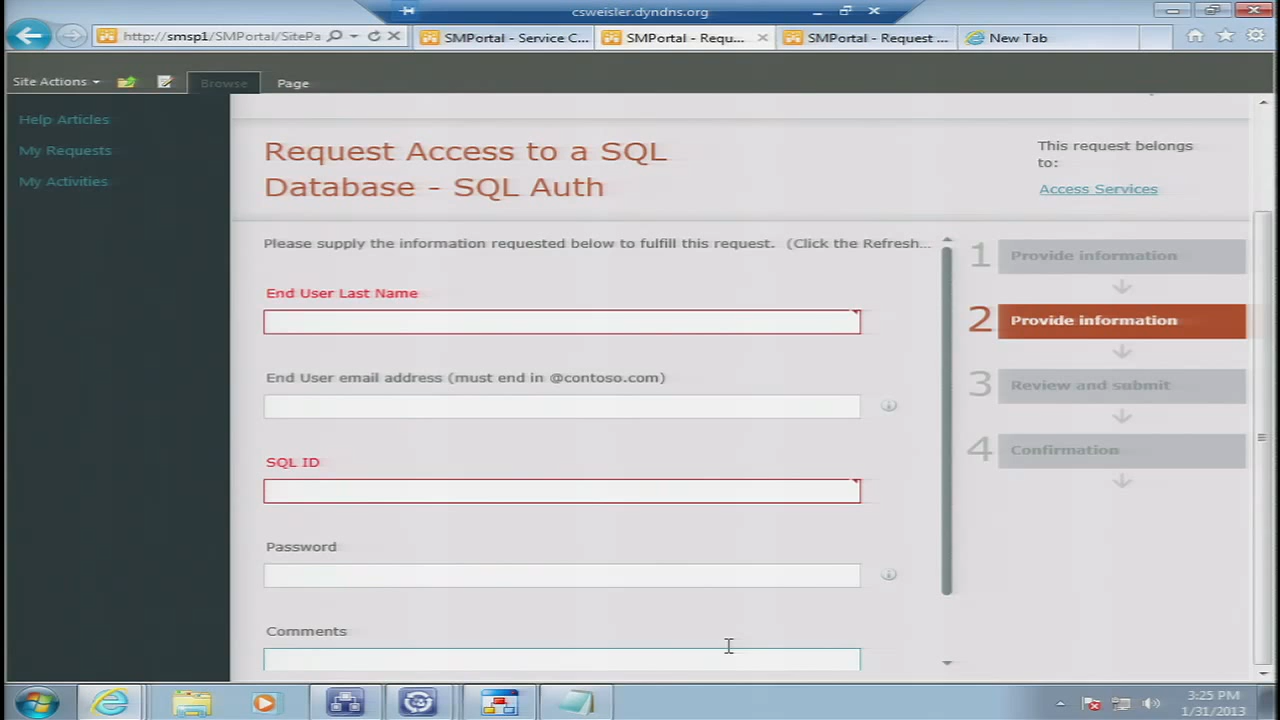 csweisler.dyndns.org
http://smsp1/SMPortal/SitePa
SMPortal - Service C...
SMPortal - Requ...
SMPortal - Request ...
New Tab
Site Actions
Browse
Page
Help Articles
My Requests
My Activities
Request Access to a SQL
Database - SQL Auth
This request belongs
to:
Access Services
Please supply the information requested below to fulfill this request. (Click the Refresh...
End User Last Name
End User email address (must end in @contoso.com)
SQL ID
Password
Comments
1 Provide information
2 Provide information
3 Review and submit
4 Confirmation
3:25 PM
1/31/2013